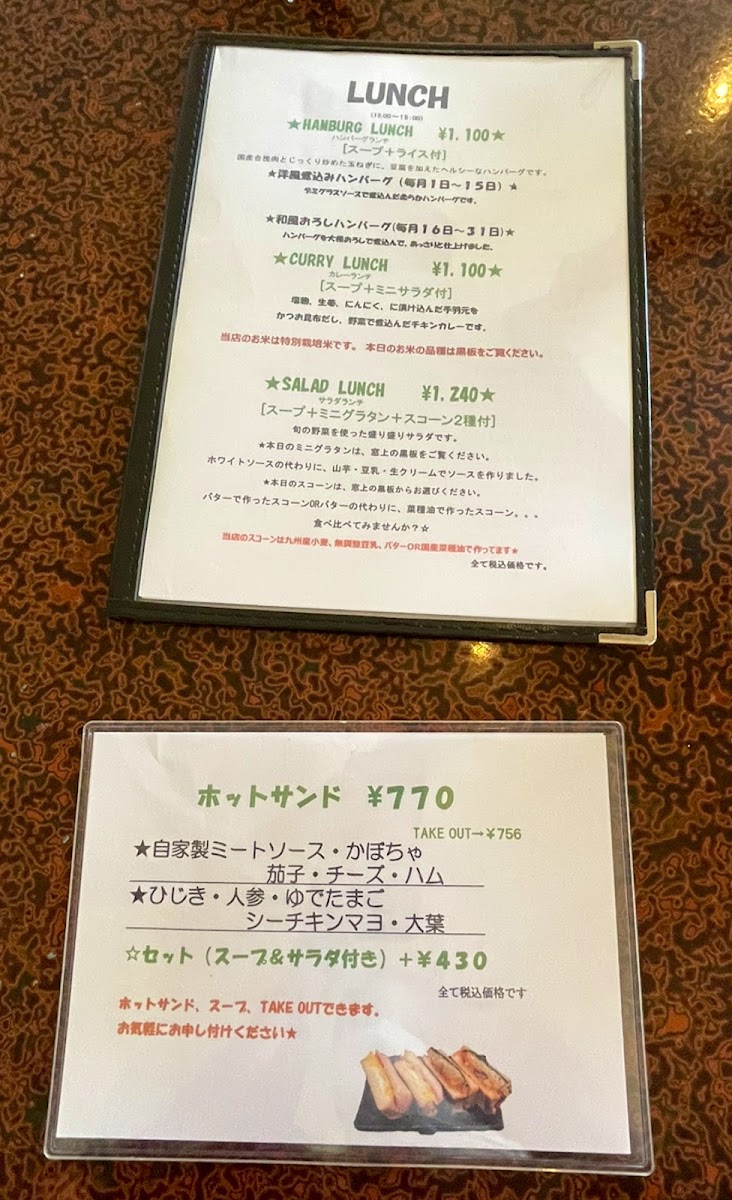 LUNCH
(12:00～15:00)
★HANBURG LUNCH ¥1.100★
ハンバーグランチ
[スープ+ライス付]
国産合挽肉とじっくり炒めた玉ねぎに、豆腐を加えたヘルシーなハンバーグです。
★洋風煮込みハンバーグ (毎月1日～15日) ★
デミグラスソースで煮込んだ柔らかハンバーグです。
★和風おろしハンバーグ(毎月16日～31日)★
ハンバーグを大根おろしで煮込んで、あっさりと仕上げました。
★CURRY LUNCH ¥1.100★
カレーランチ
[スープ+ミニサラダ付]
塩麹、生姜、にんにく、に漬け込んだ手羽元を
かつお昆布だし、野菜で煮込んだチキンカレーです。
当店のお米は特別栽培米です。 本日のお米の品種は黒板をご覧ください。
★SALAD LUNCH ¥1.240★
サラダランチ
[スープ+ミニグラタン+スコーン2種付]
旬の野菜を使った盛り盛りサラダです。
★本日のミニグラタンは、窓上の黒板をご覧ください。
ホワイトソースの代わりに、山芋・豆乳・生クリームでソースを作りました。
★本日のスコーンは、窓上の黒板からお選びください。
バターで作ったスコーンORバターの代わりに、菜種油で作ったスコーン。。。
食べ比べてみませんか？☆
当店のスコーンは九州産小麦、無調整豆乳、バターOR国産菜種油で作ってます★
全て税込価格です。
ホットサンド ¥770
TAKE OUT→¥756
★自家製ミートソース・かぼちゃ
茄子・チーズ・ハム
★ひじき・人参・ゆでたまご
シーチキンマヨ・大葉
☆セット (スープ&サラダ付き) +¥430
全て税込価格です
ホットサンド、スープ、TAKE OUTできます。
お気軽にお申し付けください★